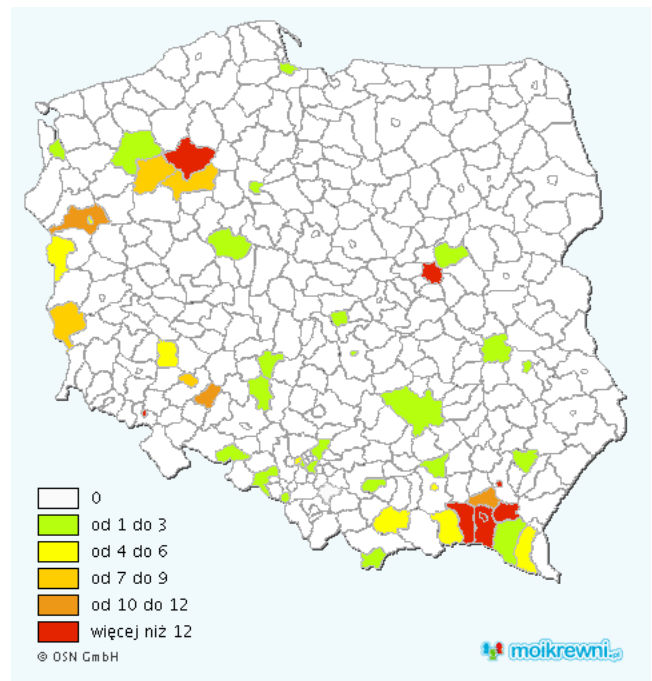 0
od 1 do 3
od 4 do 6
od 7 do 9
od 10 do 12
więcej niż 12
© OSN GmbH
moikrewni.pl